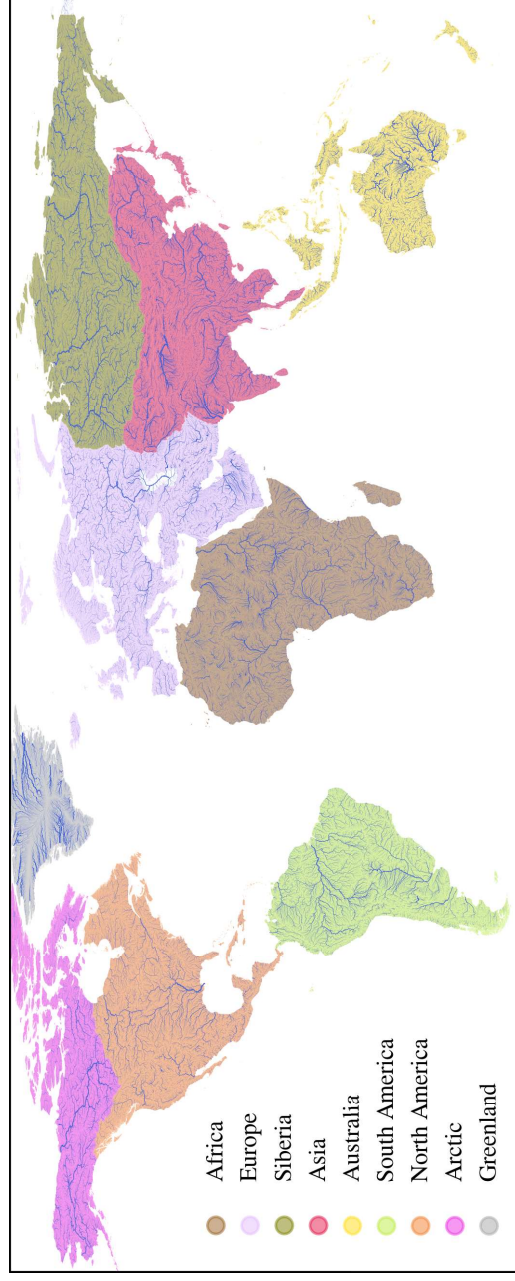 Africa
Europe
Siberia
Asia
Australia
South America
North America
Arctic
Greenland